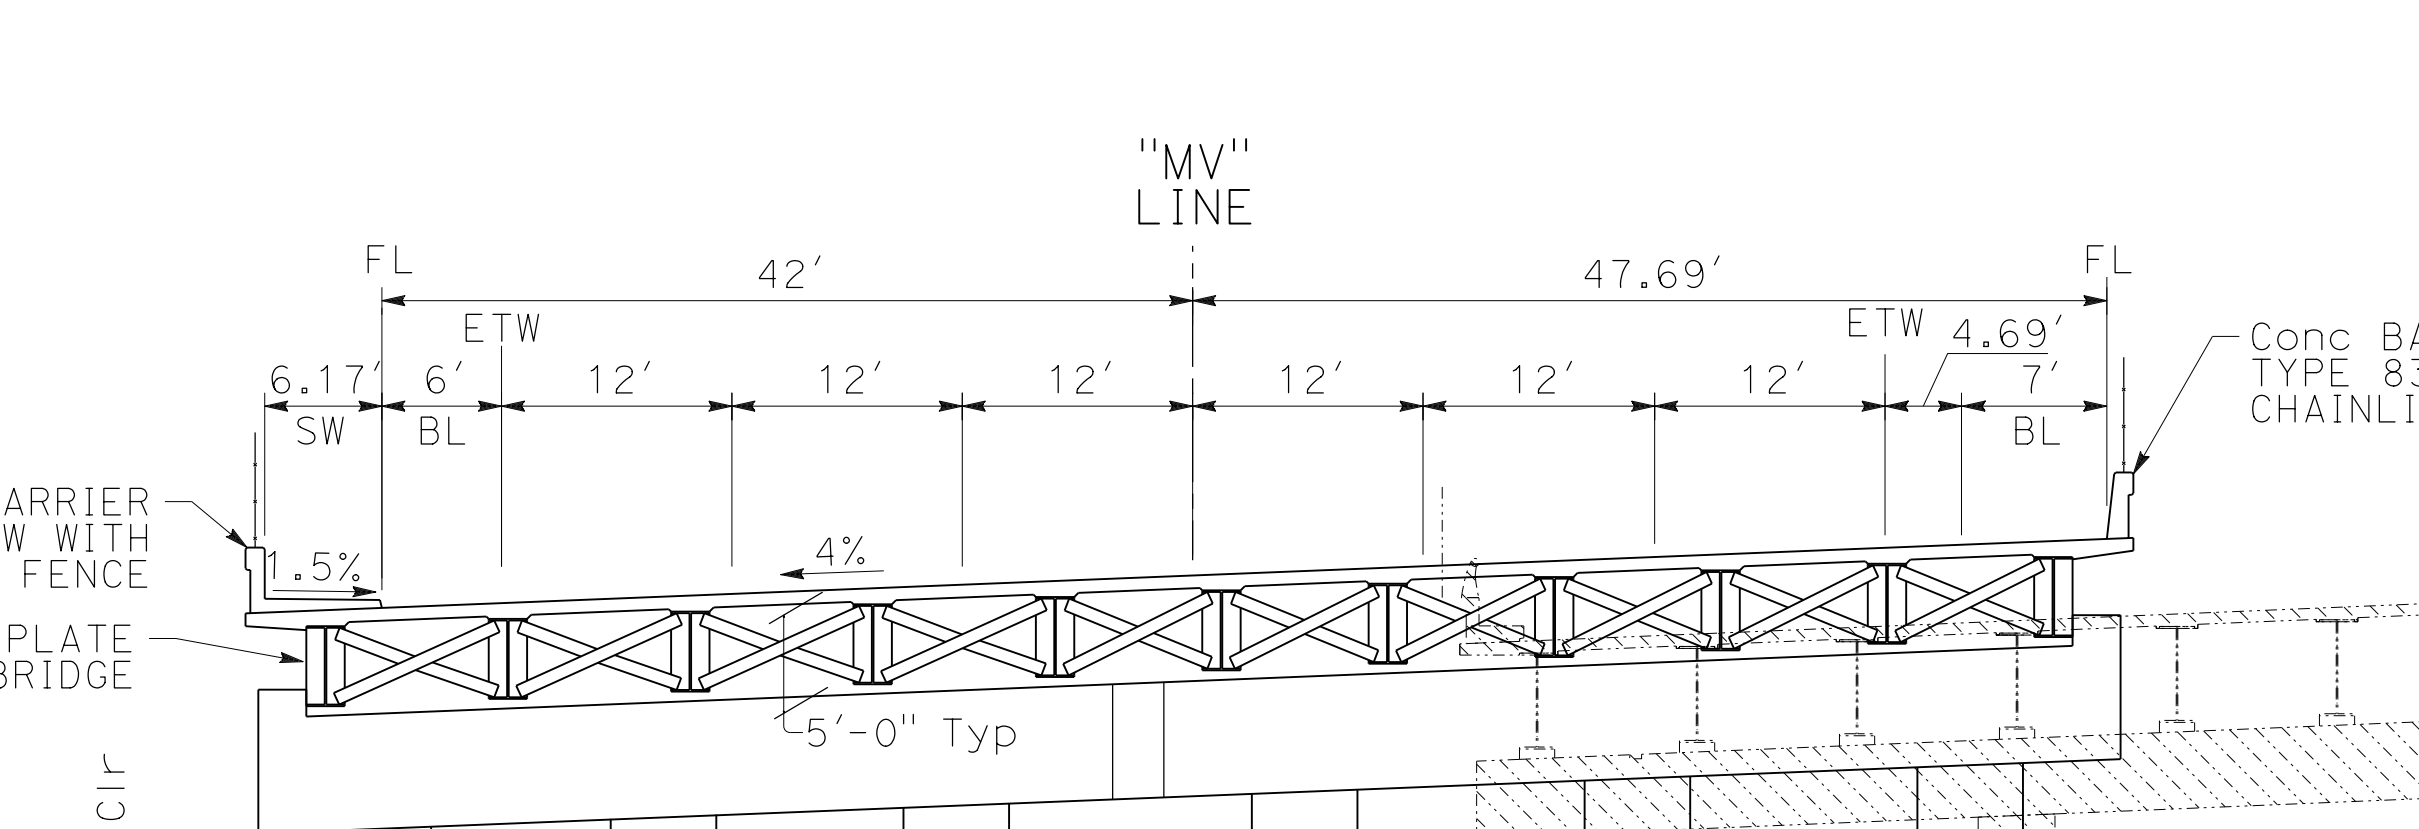 "MV"
LINE
FL
42'
47.69'
FL
ETW
ETW
4.69'
6.17'
6'
12'
12'
12'
12'
12'
12'
7'
SW
BL
BL
Conc BA
TYPE 83
CHAINLI
ARRIER
W WITH
FENCE
1.5%
4%
PLATE
BRIDGE
5'-0" Typ
Clr